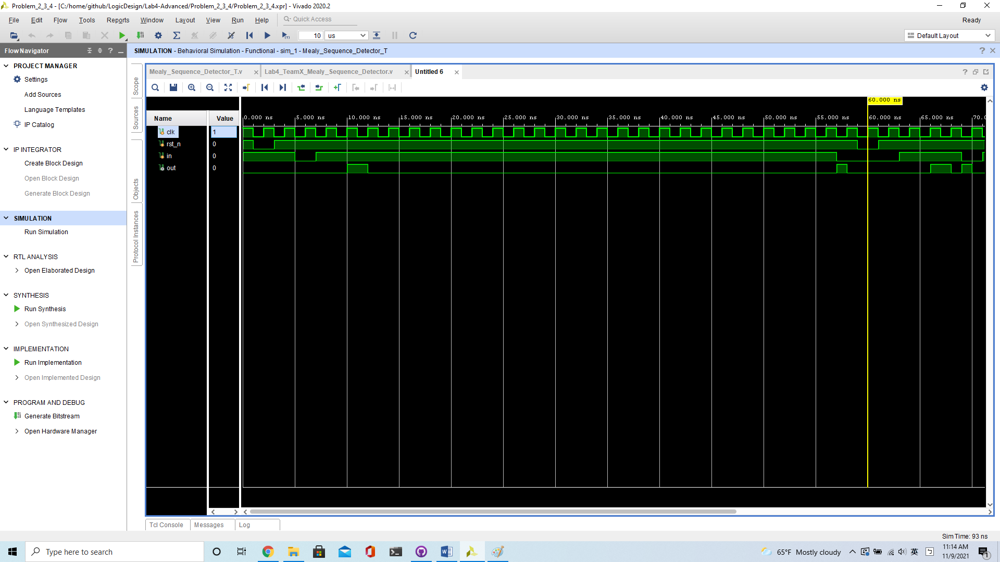 Problem_2_3_4 - [C:/home/github/LogicDesign/Lab4-Advanced/Problem_2_3_4/Problem_2_3_4.xpr] - Vivado 2020.2
File Edit Flow Tools Reports Window Layout View Run Help Quick Access Ready
10 us Default Layout
Flow Navigator
SIMULATION - Behavioral Simulation - Functional - sim_1 - Mealy_Sequence_Detector_T
PROJECT MANAGER
Settings
Add Sources
Language Templates
IP Catalog
IP INTEGRATOR
Create Block Design
Open Block Design
Generate Block Design
SIMULATION
Run Simulation
RTL ANALYSIS
Open Elaborated Design
SYNTHESIS
Run Synthesis
Open Synthesized Design
IMPLEMENTATION
Run Implementation
Open Implemented Design
PROGRAM AND DEBUG
Generate Bitstream
Open Hardware Manager
Scope
Sources
Objects
Protocol Instances
Mealy_Sequence_Detector_T.v Lab4_TeamX_Mealy_Sequence_Detector.v Untitled 6
60.000 ns
Name Value
0.000 ns 5.000 ns 10.000 ns 15.000 ns 20.000 ns 25.000 ns 30.000 ns 35.000 ns 40.000 ns 45.000 ns 50.000 ns 55.000 ns 60.000 ns 65.000 ns 70.0
clk 1
rst_n 0
in 0
out 0
Tcl Console Messages Log
Sim Time: 93 ns
Type here to search
65°F Mostly cloudy
英
11:14 AM
11/9/2021
1